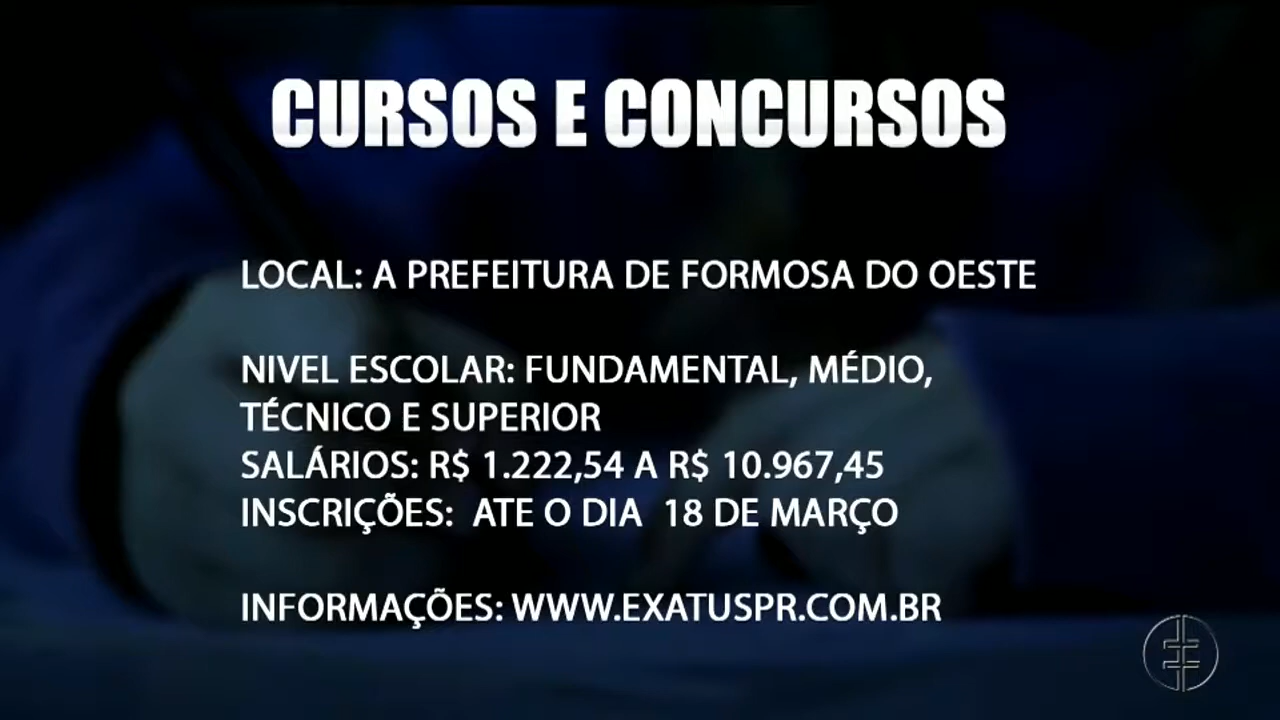 CURSOS E CONCURSOS
LOCAL: A PREFEITURA DE FORMOSA DO OESTE
NIVEL ESCOLAR: FUNDAMENTAL, MÉDIO,
TÉCNICO E SUPERIOR
SALÁRIOS: R$ 1.222,54 A R$ 10.967,45
INSCRIÇÕES:  ATE O DIA  18 DE MARÇO
INFORMAÇÕES: WWW.EXATUSPR.COM.BR